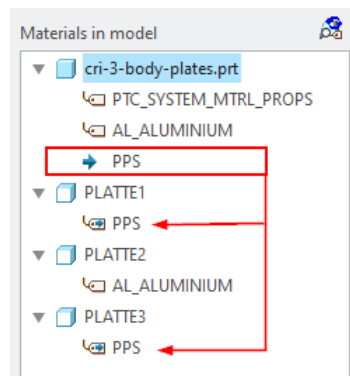 Materials in model
cri-3-body-plates.prt
PTC_SYSTEM_MTRL_PROPS
AL_ALUMINIUM
PPS
PLATTE1
PPS
PLATTE2
AL_ALUMINIUM
PLATTE3
PPS